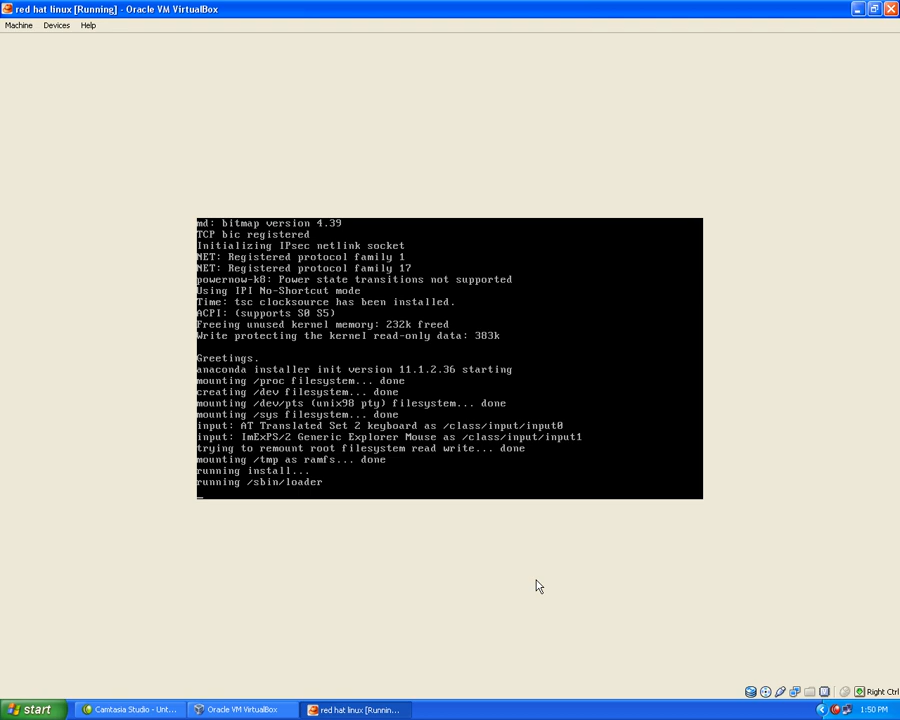 red hat linux [Running] - Oracle VM VirtualBox
Machine Devices Help
md: bitmap version 4.39
TCP bic registered
Initializing IPsec netlink socket
NET: Registered protocol family 1
NET: Registered protocol family 17
powernow-k8: Power state transitions not supported
Using IPI No-Shortcut mode
Time: tsc clocksource has been installed.
ACPI: (supports S0 S5)
Freeing unused kernel memory: 232k freed
Write protecting the kernel read-only data: 383k
Greetings.
anaconda installer init version 11.1.2.36 starting
mounting /proc filesystem... done
creating /dev filesystem... done
mounting /dev/pts (unix98 pty) filesystem... done
mounting /sys filesystem... done
input: AT Translated Set 2 keyboard as /class/input/input0
input: ImExPS/2 Generic Explorer Mouse as /class/input/input1
trying to remount root filesystem read write... done
mounting /tmp as ramfs... done
running install...
running /sbin/loader
Right Ctrl
start Camtasia Studio - Unt... Oracle VM VirtualBox red hat linux [Runnin... 1:50 PM